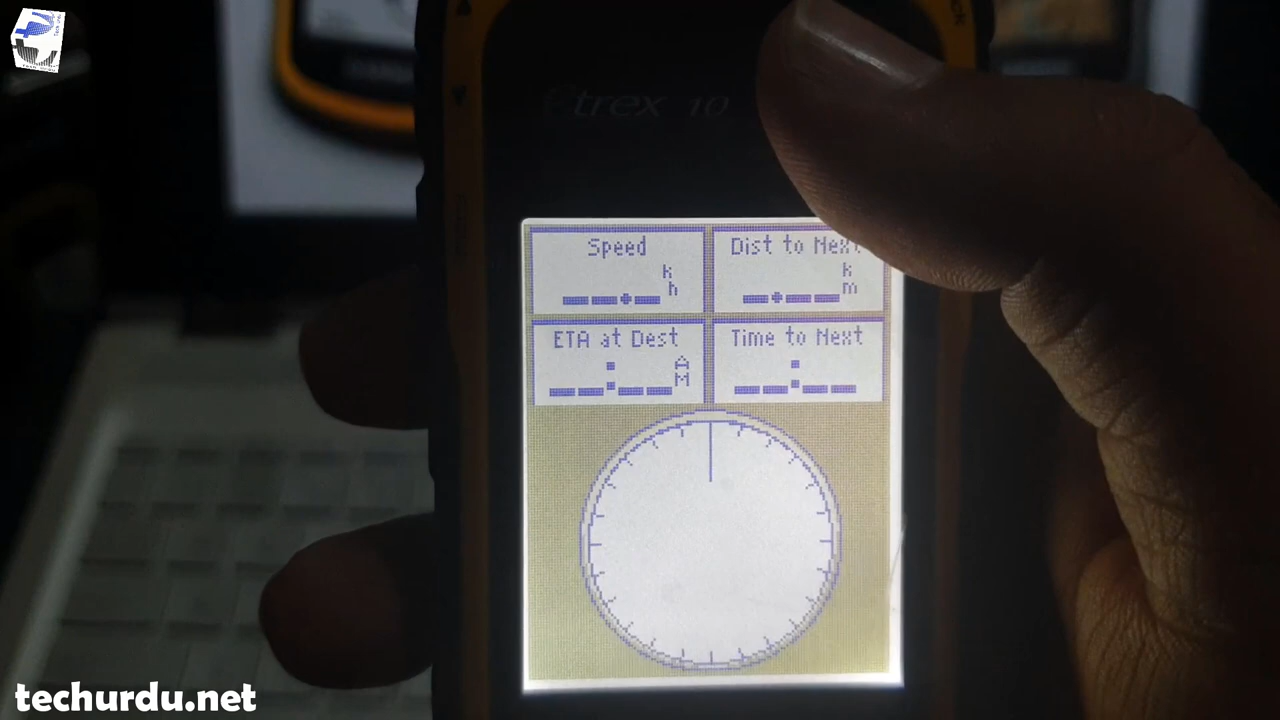 etrex 10
Speed
k
h
Dist to Next
k
m
ETA at Dest
A
M
Time to Next
techurdu.net